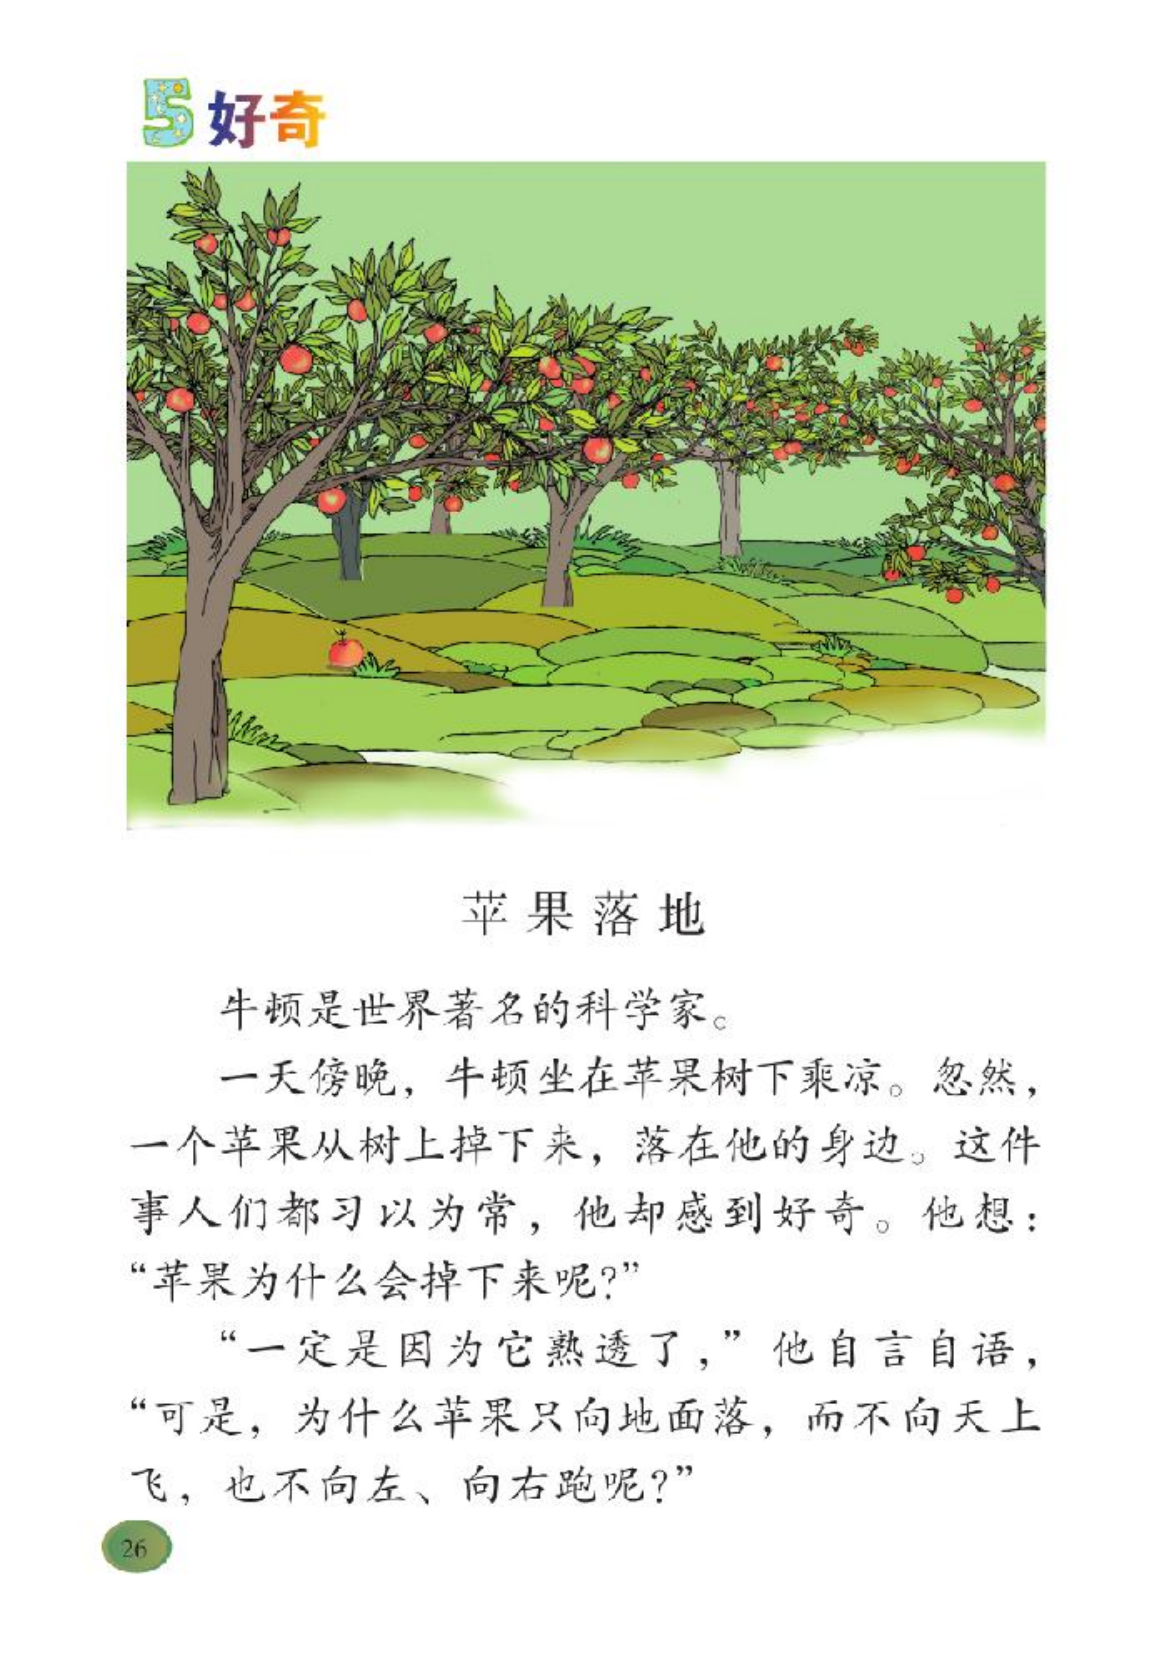 5 好奇
苹果落地
牛顿是世界著名的科学家。
一天傍晚，牛顿坐在苹果树下乘凉。忽然，
一个苹果从树上掉下来，落在他的身边。这件
事人们都习以为常，他却感到好奇。他想：
“苹果为什么会掉下来呢?”
“一定是因为它熟透了，”他自言自语，
“可是，为什么苹果只向地面落，而不向天上
飞，也不向左、向右跑呢?”
26